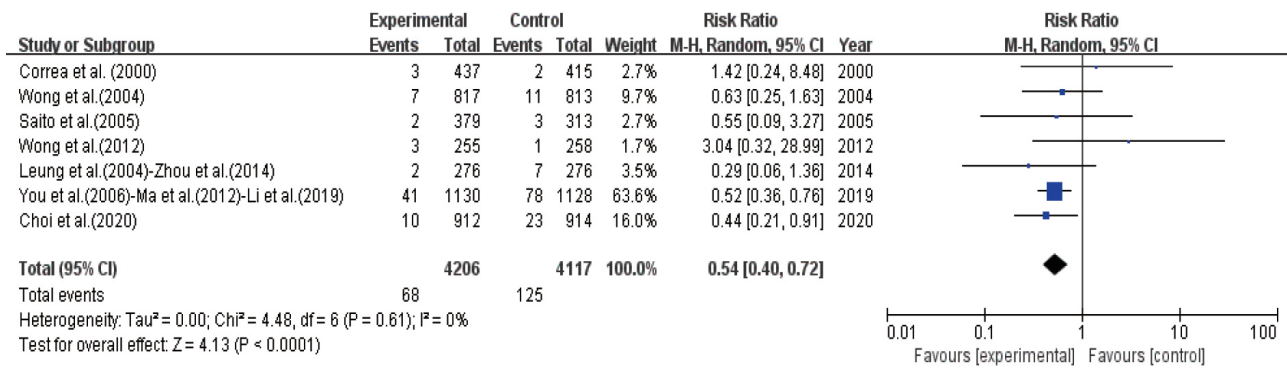 Experimental Control Risk Ratio Risk Ratio
Study or Subgroup Events Total Events Total Weight M-H, Random, 95% CI Year M-H, Random, 95% CI
Correa et al. (2000) 3 437 2 415 2.7% 1.42 [0.24, 8.48] 2000
Wong et al.(2004) 7 817 11 813 9.7% 0.63 [0.25, 1.63] 2004
Saito et al.(2005) 2 379 3 313 2.7% 0.55 [0.09, 3.27] 2005
Wong et al.(2012) 3 255 1 258 1.7% 3.04 [0.32, 28.99] 2012
Leung et al.(2004)-Zhou et al.(2014) 2 276 7 276 3.5% 0.29 [0.06, 1.36] 2014
You et al.(2006)-Ma et al.(2012)-Li et al.(2019) 41 1130 78 1128 63.6% 0.52 [0.36, 0.76] 2019
Choi et al.(2020) 10 912 23 914 16.0% 0.44 [0.21, 0.91] 2020
Total (95% CI) 4206 4117 100.0% 0.54 [0.40, 0.72]
Total events 68 125
Heterogeneity: Tau² = 0.00; Chi² = 4.48, df = 6 (P = 0.61); I² = 0%
Test for overall effect: Z = 4.13 (P < 0.0001)
0.01 0.1 1 10 100
Favours [experimental] Favours [control]